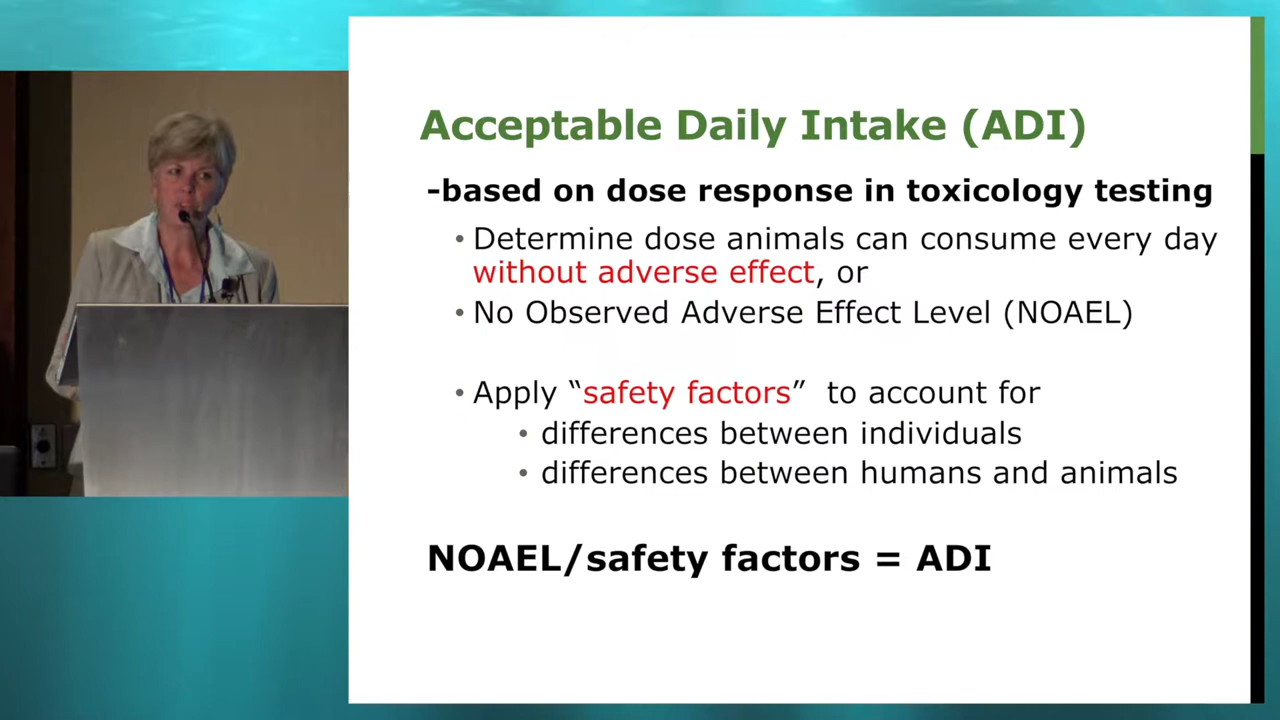 Acceptable Daily Intake (ADI)
-based on dose response in toxicology testing
• Determine dose animals can consume every day
without adverse effect, or
• No Observed Adverse Effect Level (NOAEL)
• Apply “safety factors” to account for
• differences between individuals
• differences between humans and animals
NOAEL/safety factors = ADI